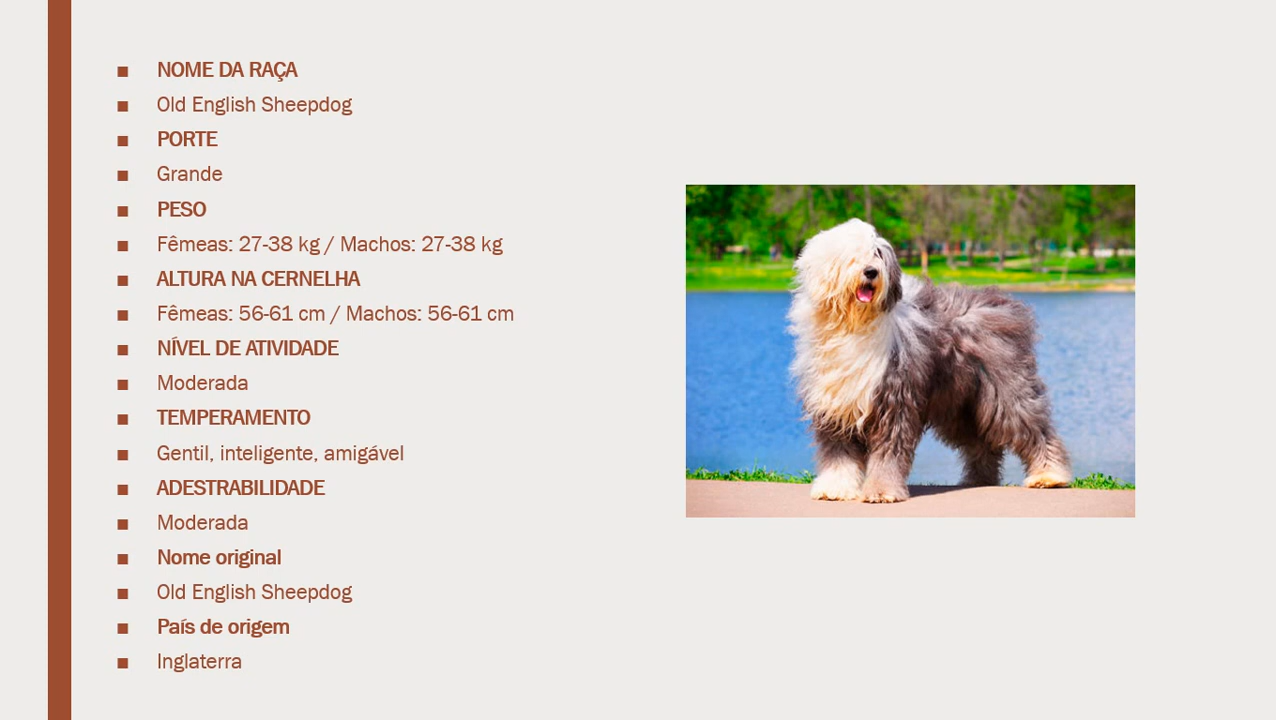 NOME DA RAÇA
Old English Sheepdog
PORTE
Grande
PESO
Fêmeas: 27-38 kg / Machos: 27-38 kg
ALTURA NA CERNELHA
Fêmeas: 56-61 cm / Machos: 56-61 cm
NÍVEL DE ATIVIDADE
Moderada
TEMPERAMENTO
Gentil, inteligente, amigável
ADESTRABILIDADE
Moderada
Nome original
Old English Sheepdog
País de origem
Inglaterra